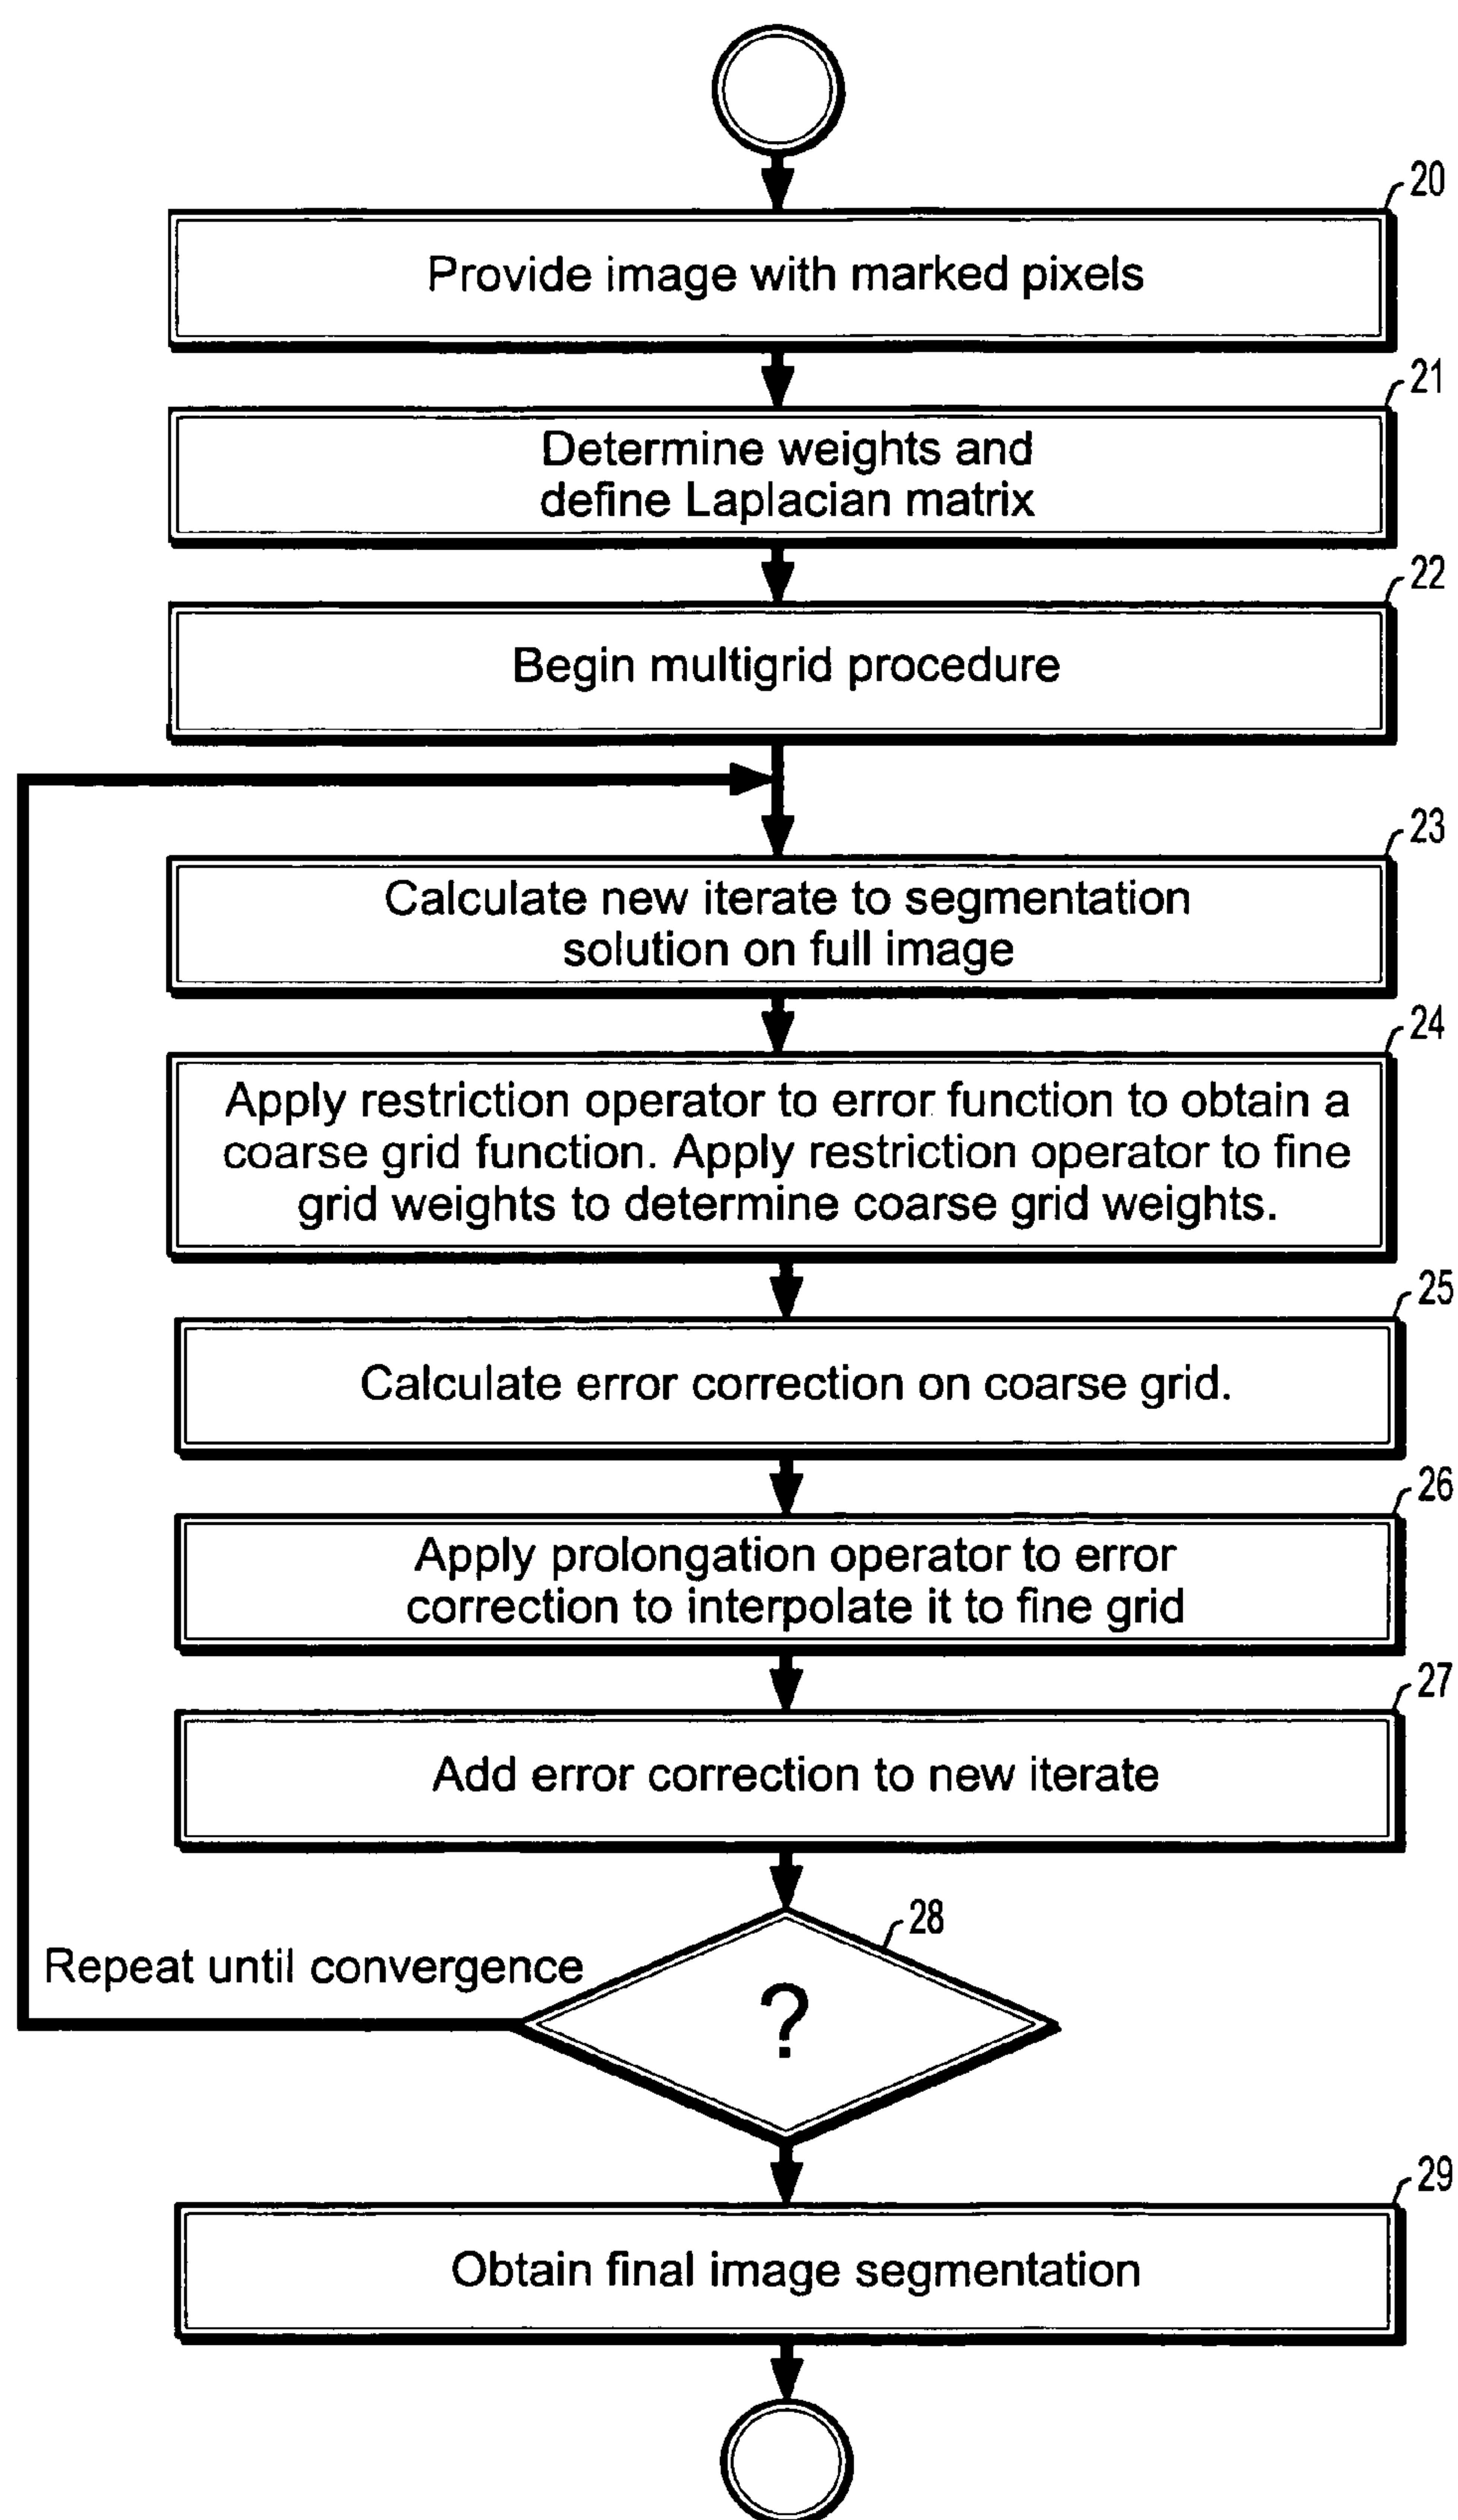 20
Provide image with marked pixels
21
Determine weights and
define Laplacian matrix
22
Begin multigrid procedure
23
Calculate new iterate to segmentation
solution on full image
24
Apply restriction operator to error function to obtain a
coarse grid function. Apply restriction operator to fine
grid weights to determine coarse grid weights.
25
Calculate error correction on coarse grid.
26
Apply prolongation operator to error
correction to interpolate it to fine grid
27
Add error correction to new iterate
28
Repeat until convergence
?
29
Obtain final image segmentation